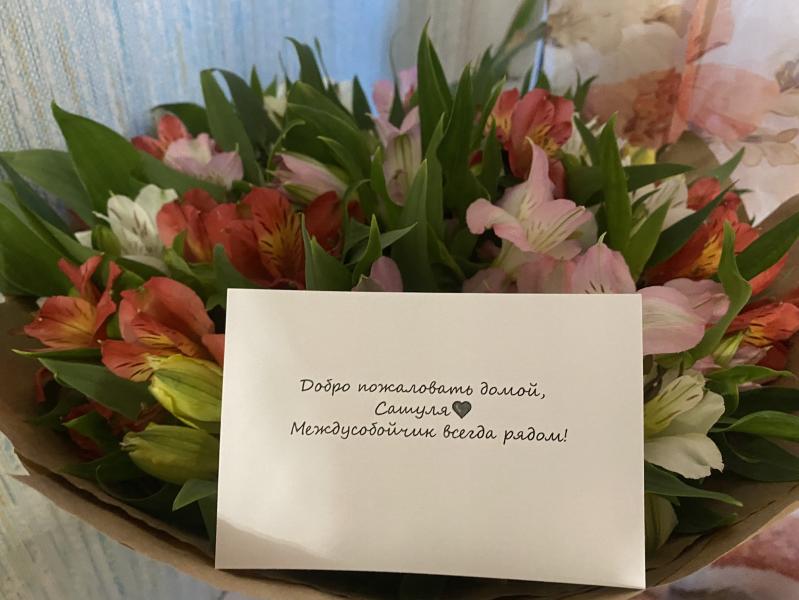 Добро пожаловать домой,
Сашуля🖤
Междусобойчик всегда рядом!